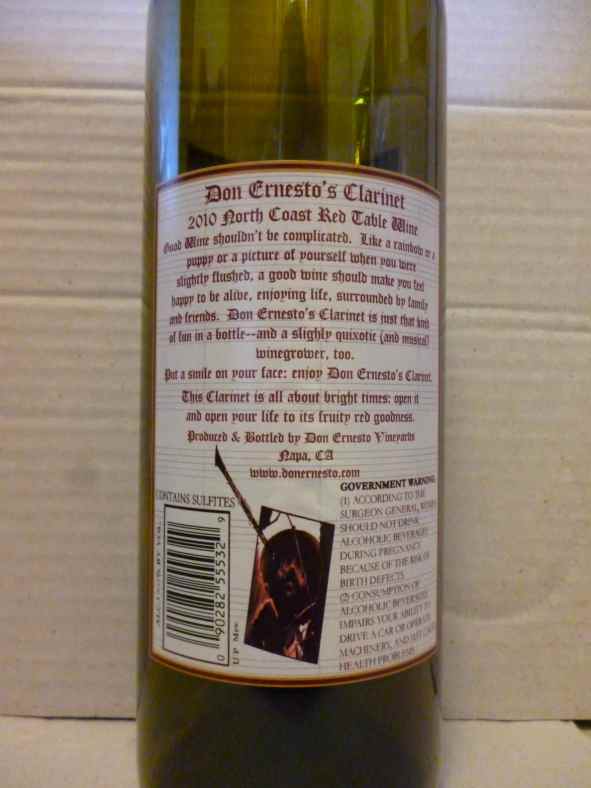 Don Ernesto's Clarinet
2010 North Coast Red Table Wine
Good Wine shouldn't be complicated. Like a rainbow or a
puppy or a picture of yourself when you were
slightly flushed, a good wine should make you feel
happy to be alive, enjoying life, surrounded by family
and friends. Don Ernesto's Clarinet is just that kind
of fun in a bottle--and a slighly quixotic (and musical)
winegrower, too.
Put a smile on your face: enjoy Don Ernesto's Clarinet.
This Clarinet is all about bright times: open it
and open your life to its fruity red goodness.
Produced & Bottled by Don Ernesto Vineyards
Napa, CA
www.donernesto.com
CONTAINS SULFITES
BY VOL.
0 90282 55532 9
UP
GOVERNMENT WARNING:
(1) ACCORDING TO THE
SURGEON GENERAL, WOMEN
SHOULD NOT DRINK
ALCOHOLIC BEVERAGES
DURING PREGNANCY
BECAUSE OF THE RISK OF
BIRTH DEFECTS
(2) CONSUMPTION OF
ALCOHOLIC BEVERAGES
IMPAIRS YOUR ABILITY TO
DRIVE A CAR OR OPERATE
MACHINERY, AND MAY CAUSE
HEALTH PROBLEMS